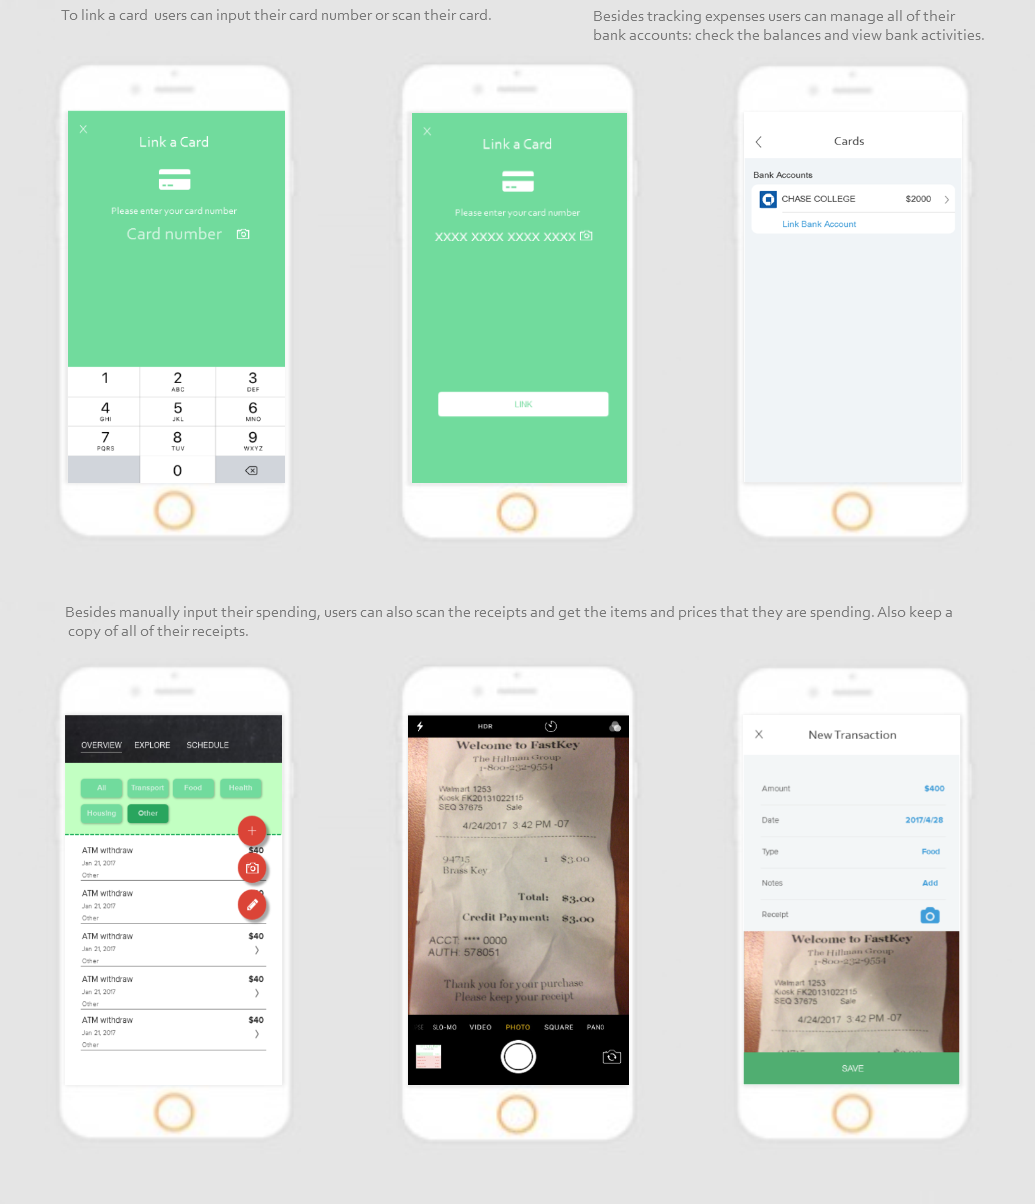 To link a card  users can input their card number or scan their card.
Besides tracking expenses users can manage all of their
bank accounts: check the balances and view bank activities.
X
Link a Card
Please enter your card number
Card number
1
2
ABC
3
DEF
4
GHI
5
JKL
6
MNO
7
PQRS
8
TUV
9
WXYZ
0
X
Link a Card
Please enter your card number
XXXX XXXX XXXX XXXX
LINK
Cards
Bank Accounts
CHASE COLLEGE $2000
Link Bank Account
Besides manually input their spending, users can also scan the receipts and get the items and prices that they are spending. Also keep a
copy of all of their receipts.
OVERVIEW EXPLORE SCHEDULE
All Transport Food Health
Housing Other
ATM withdraw $40
Jan 21, 2017
Other
ATM withdraw
Jan 21, 2017
Other
ATM withdraw $40
Jan 21, 2017
Other
ATM withdraw $40
Jan 21, 2017
Other
ATM withdraw $40
Jan 21, 2017
Other
HDR
Welcome to FastKey
The Hillman Group
1-800-232-9554
Walmart 1253
Kiosk FK20131022115
SEQ 37675 Sale
4/24/2017 3:42 PM -07
94715 1 $3.00
Brass Key
Total: $3.00
Credit Payment: $3.00
ACCT: **** 0000
AUTH: 578051
Thank you for your purchase
Please keep your receipt
SLO-MO VIDEO PHOTO SQUARE PANO
X
New Transaction
Amount $400
Date 2017/4/28
Type Food
Notes Add
Receipt
Welcome to FastKey
The Hillman Group
1-800-232-9554
Walmart 1253
Kiosk FK20131022115
SEQ 37675 Sale
4/24/2017 3:42 PM -07
SAVE